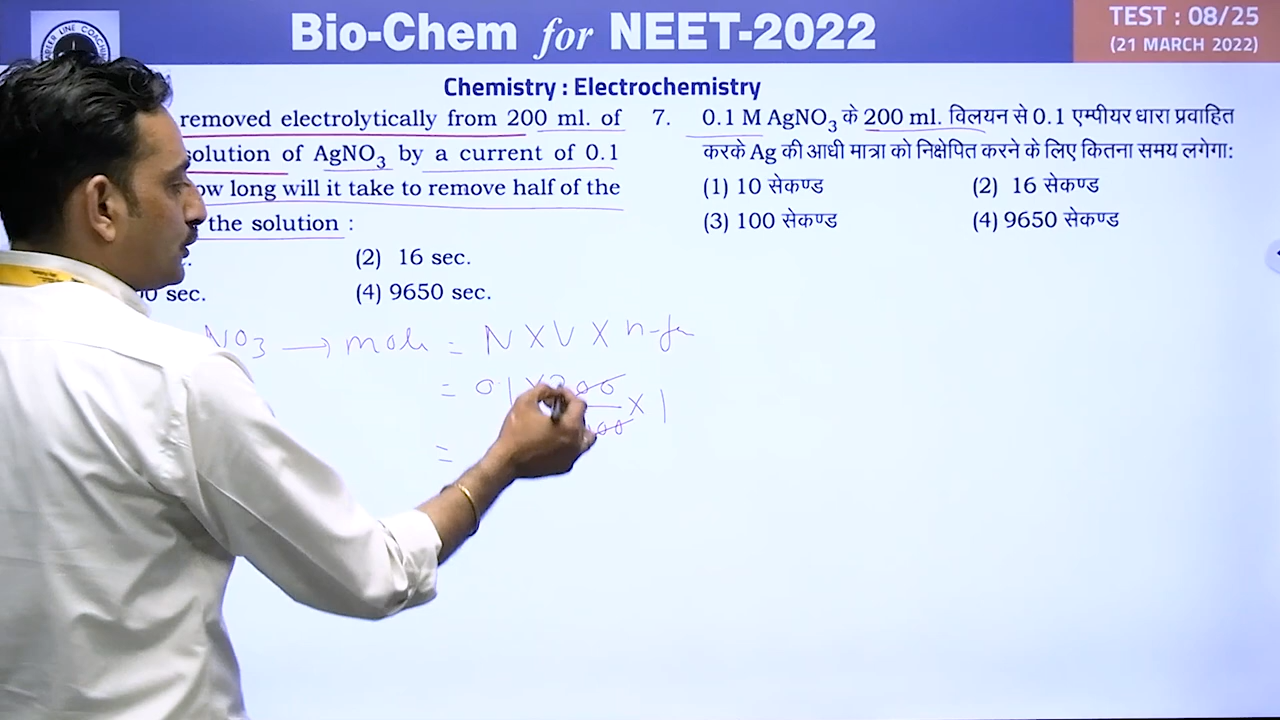 Bio-Chem for NEET-2022
TEST : 08/25
(21 MARCH 2022)
Chemistry : Electrochemistry
removed electrolytically from 200 ml. of
solution of AgNO₃ by a current of 0.1
ow long will it take to remove half of the
the solution :
(2) 16 sec.
0 sec.
(4) 9650 sec.
7. 0.1 M AgNO₃ के 200 ml. विलयन से 0.1 एम्पीयर धारा प्रवाहित
करके Ag की आधी मात्रा को निक्षेपित करने के लिए कितना समय लगेगा:
(1) 10 सेकण्ड
(2) 16 सेकण्ड
(3) 100 सेकण्ड
(4) 9650 सेकण्ड
NO3 → mole = N X V X n-fa
= 0.1 X 200 X 1
=